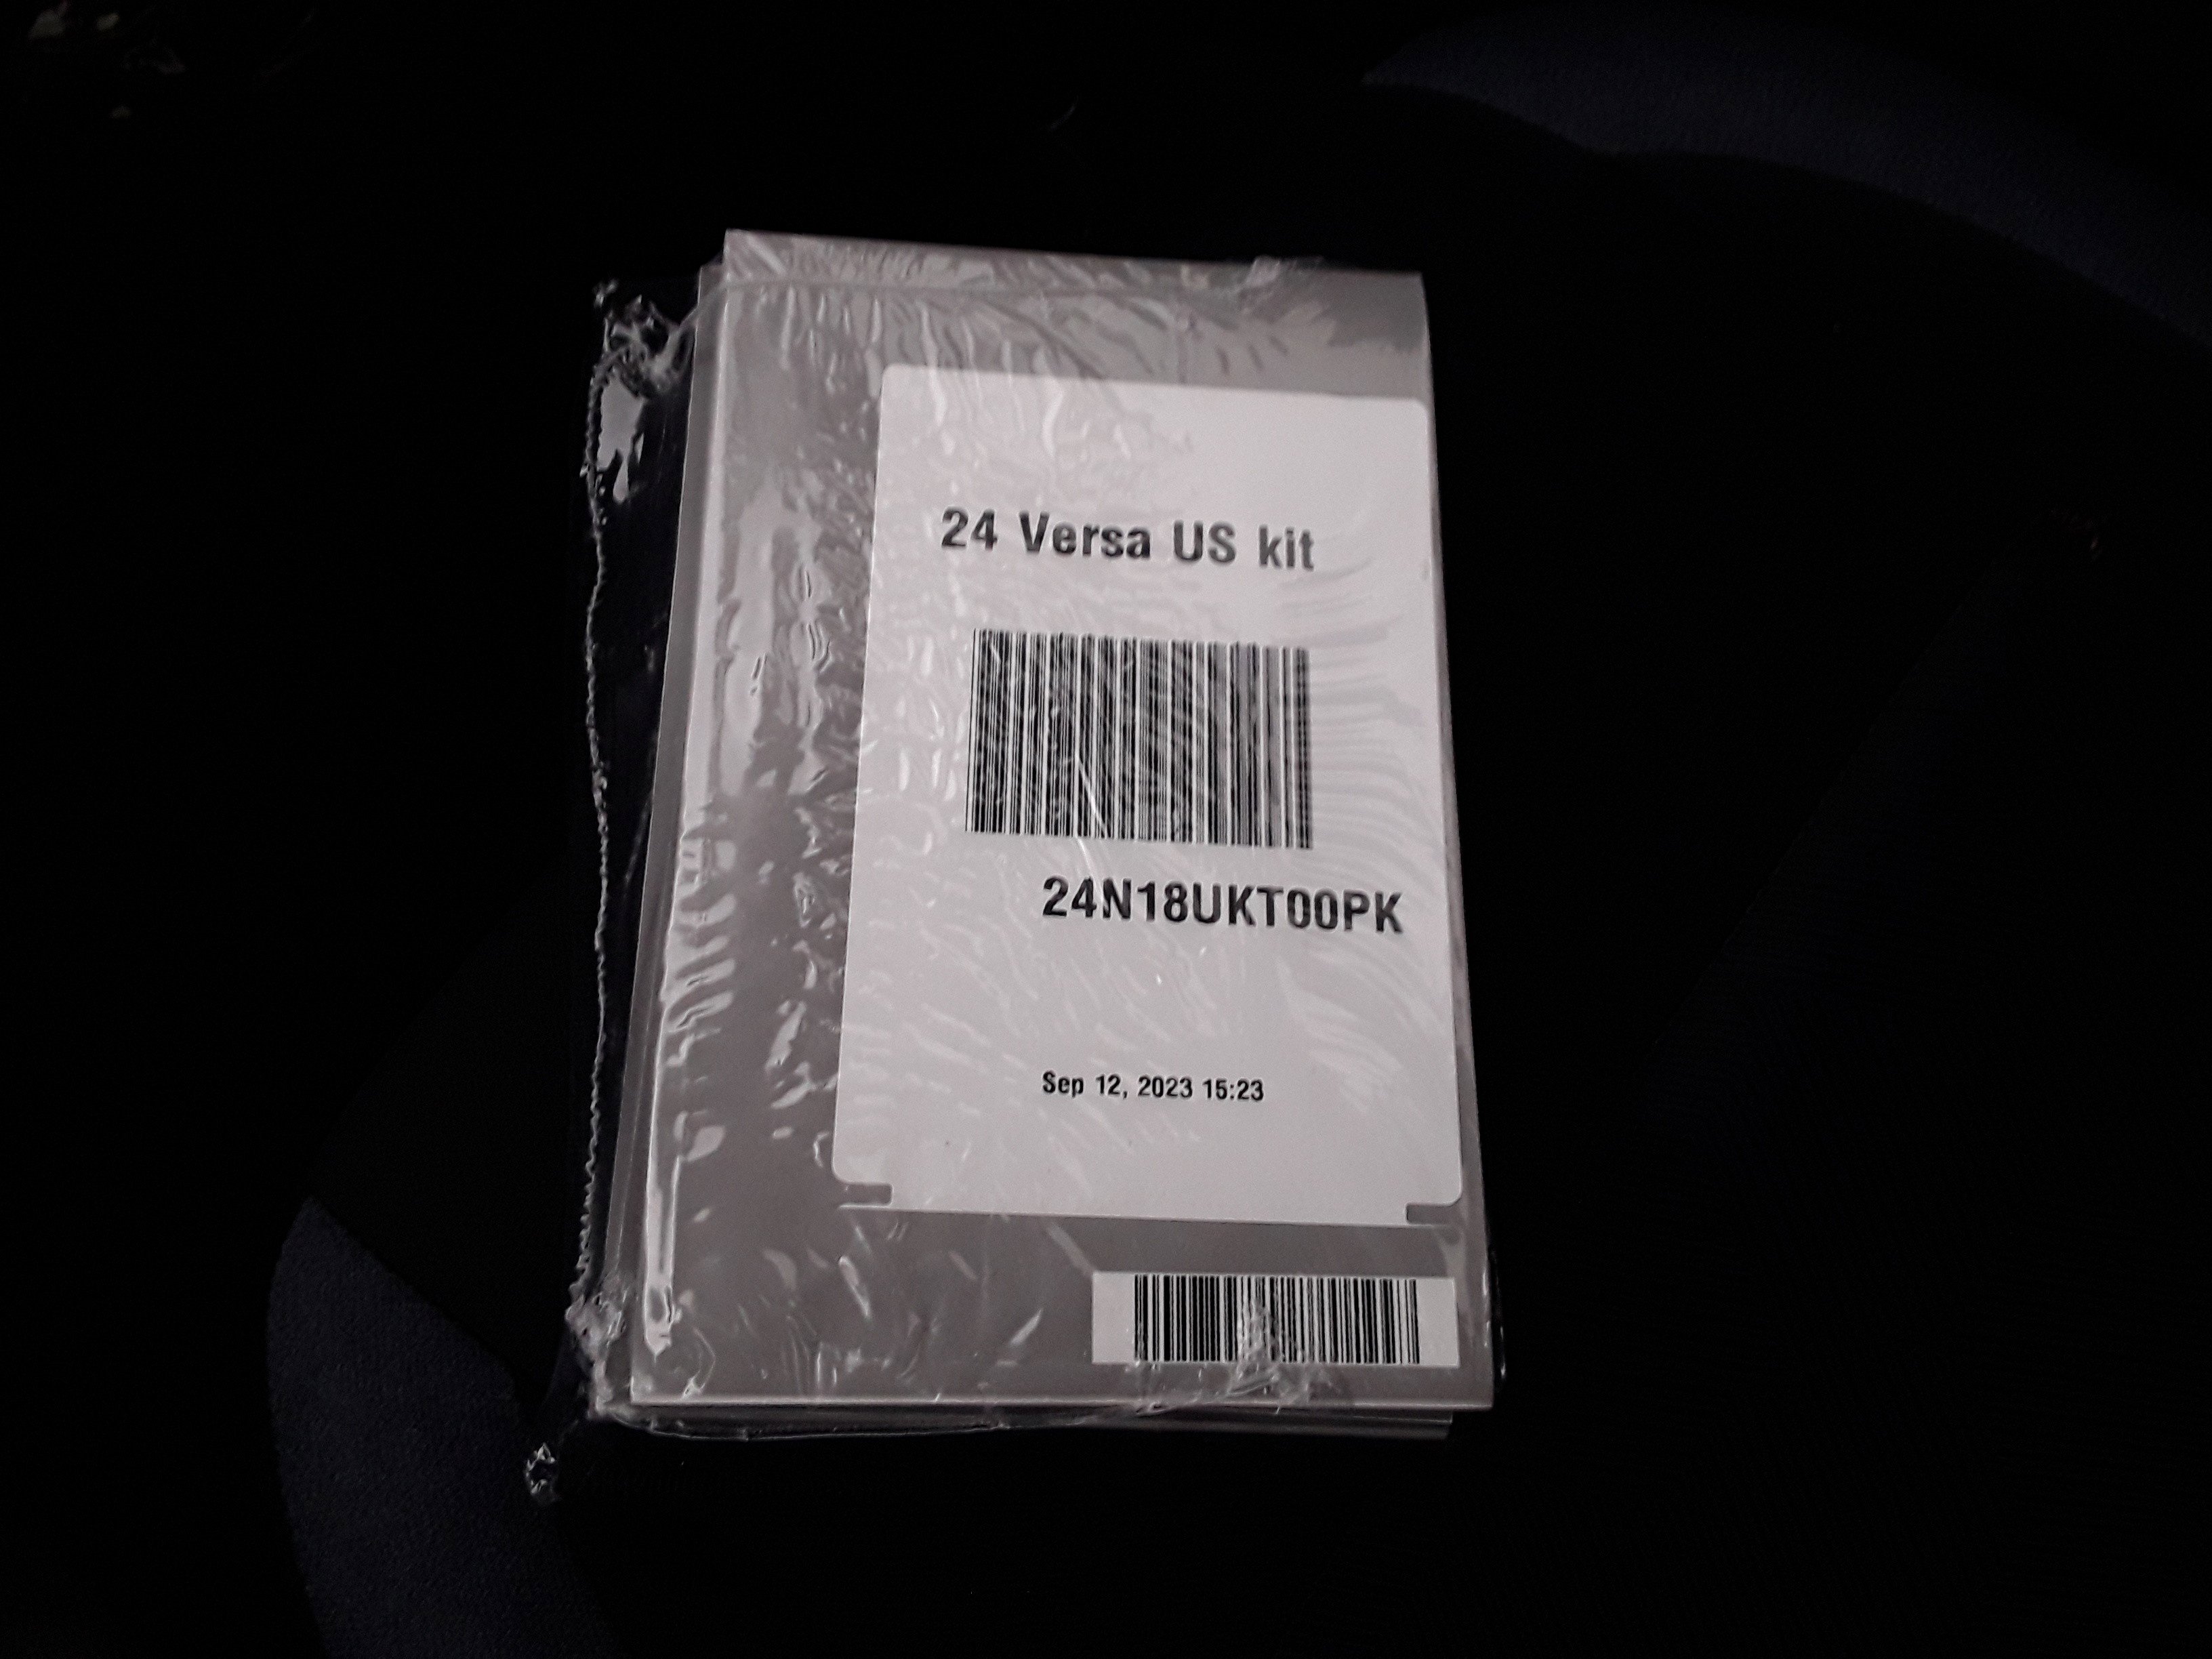 24 Versa US kit
24N18UKT00PK
Sep 12, 2023 15:23